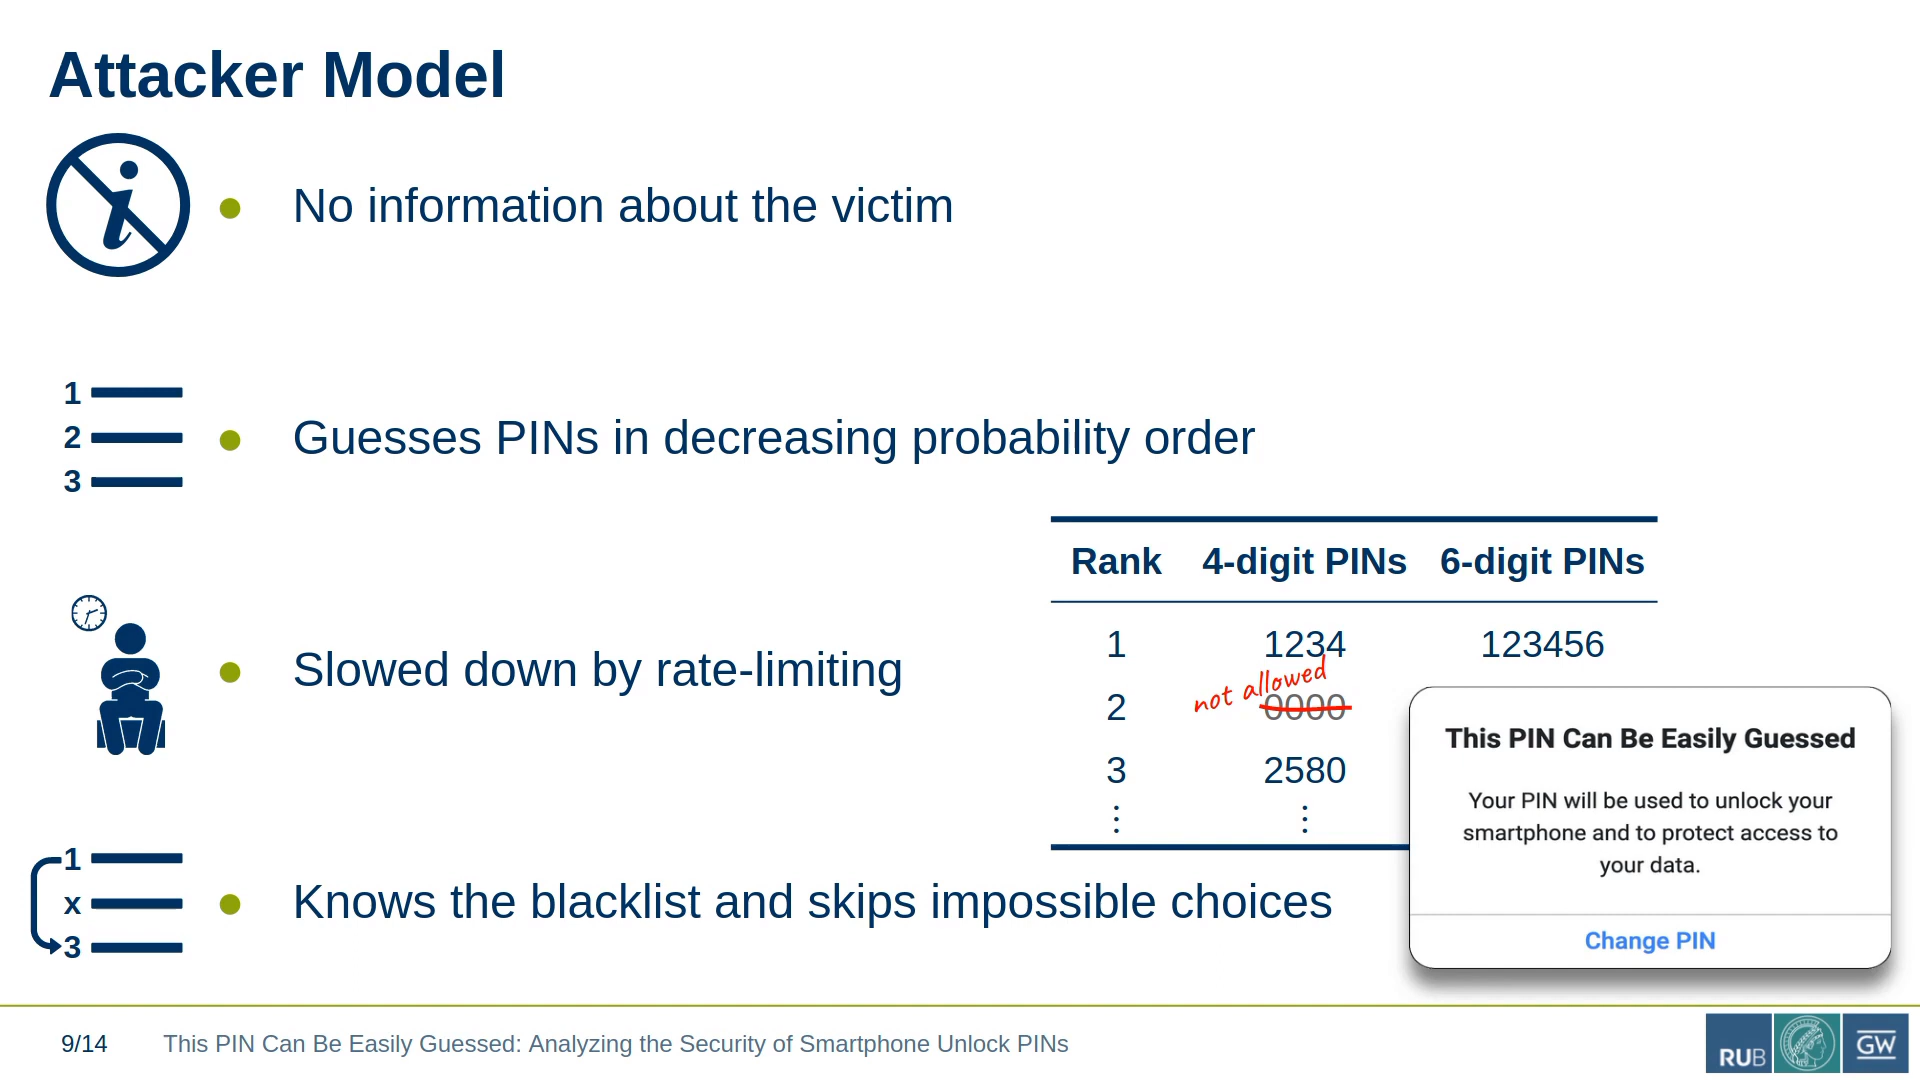 Attacker Model
No information about the victim
1
2
3
Guesses PINs in decreasing probability order
Slowed down by rate-limiting
Rank 4-digit PINs 6-digit PINs
1 1234 123456
not allowed
2 0000
3 2580
⋮ ⋮
This PIN Can Be Easily Guessed
Your PIN will be used to unlock your
smartphone and to protect access to
your data.
Change PIN
1
x
3
Knows the blacklist and skips impossible choices
9/14 This PIN Can Be Easily Guessed: Analyzing the Security of Smartphone Unlock PINs
RUB
GW